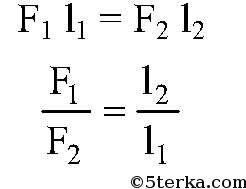 F₁ l₁ = F₂ l₂
F₁/F₂ = l₂/l₁
©5terka.com